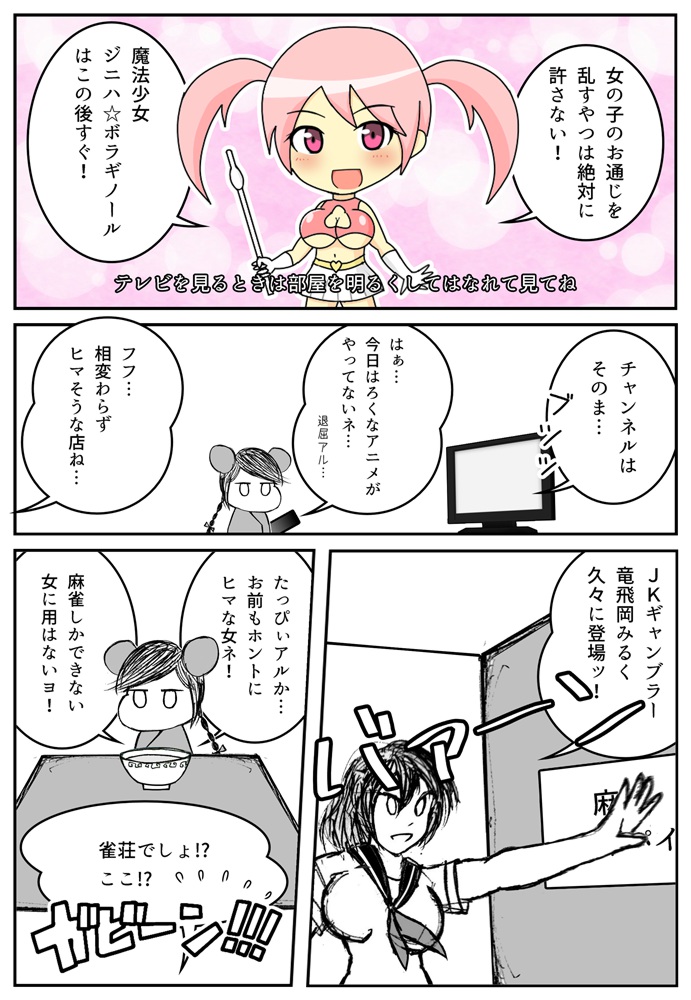 女の子のお通じを
乱すやつは絶対に
許さない!
魔法少女
ジニハ☆ボラギノール
はこの後すぐ!
テレビを見るときは部屋を明るくしてはなれて見てね
チャンネルは
そのま…
ブツンッ
はぁ…
今日はろくなアニメが
やってないネ…
退屈アル…
フフ…
相変わらず
ヒマそうな店ね…
JKギャンブラー
竜飛岡みるく
久々に登場ッ!
じァーーン
麻
パイ
たっぴぃアルか…
お前もホントに
ヒマな女ネ!
麻雀しかできない
女に用はないヨ!
雀荘でしょ!?
ここ!?
ガビーン!!!